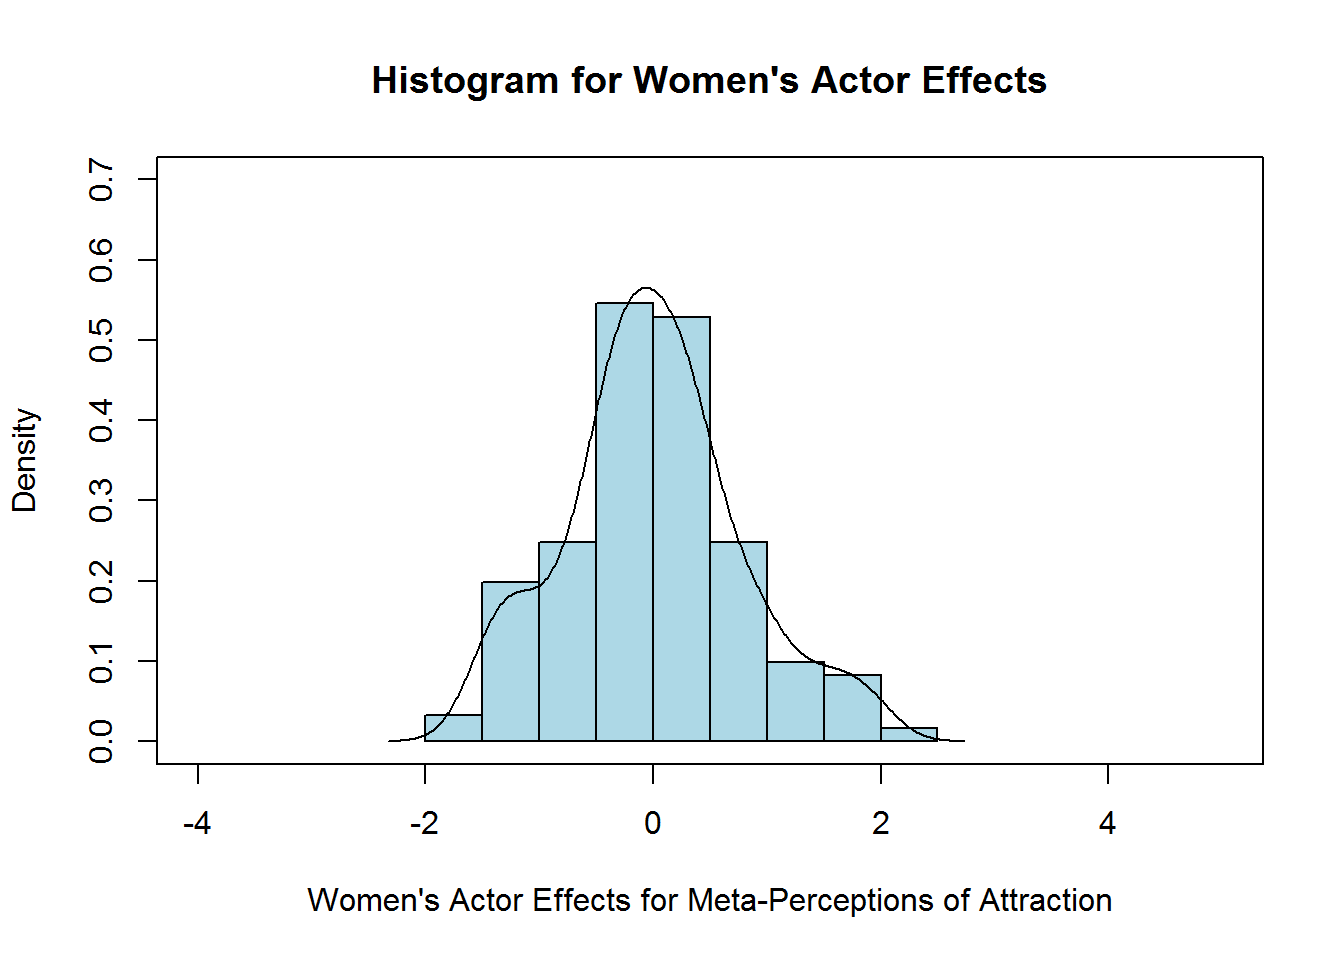 Histogram for Women's Actor Effects
0.7
0.6
0.5
0.4
0.3
0.2
0.1
0.0
Density
-4 -2 0 2 4
Women's Actor Effects for Meta-Perceptions of Attraction